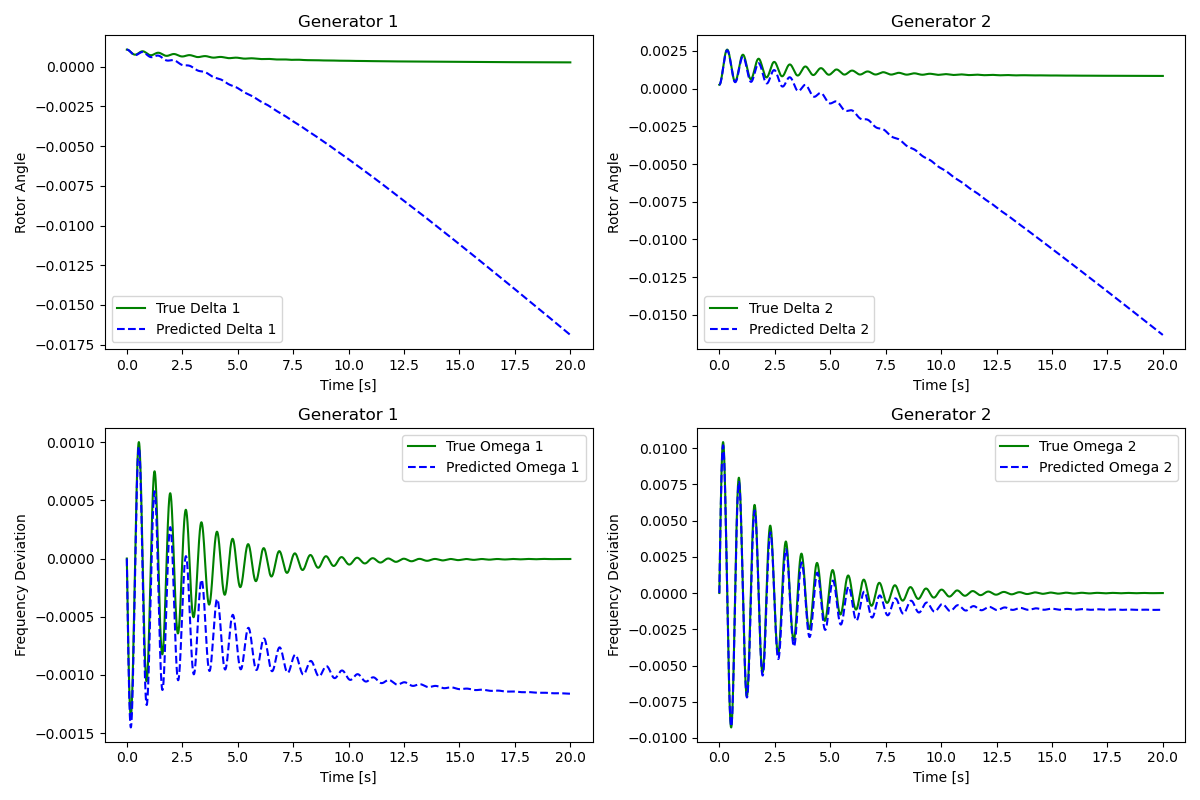 Generator 1
Rotor Angle
0.0000
−0.0025
−0.0050
−0.0075
−0.0100
−0.0125
−0.0150
−0.0175
True Delta 1
Predicted Delta 1
0.0 2.5 5.0 7.5 10.0 12.5 15.0 17.5 20.0
Time [s]
Generator 2
Rotor Angle
0.0025
0.0000
−0.0025
−0.0050
−0.0075
−0.0100
−0.0125
−0.0150
True Delta 2
Predicted Delta 2
0.0 2.5 5.0 7.5 10.0 12.5 15.0 17.5 20.0
Time [s]
Generator 1
Frequency Deviation
0.0010
0.0005
0.0000
−0.0005
−0.0010
−0.0015
True Omega 1
Predicted Omega 1
0.0 2.5 5.0 7.5 10.0 12.5 15.0 17.5 20.0
Time [s]
Generator 2
Frequency Deviation
0.0100
0.0075
0.0050
0.0025
0.0000
−0.0025
−0.0050
−0.0075
−0.0100
True Omega 2
Predicted Omega 2
0.0 2.5 5.0 7.5 10.0 12.5 15.0 17.5 20.0
Time [s]